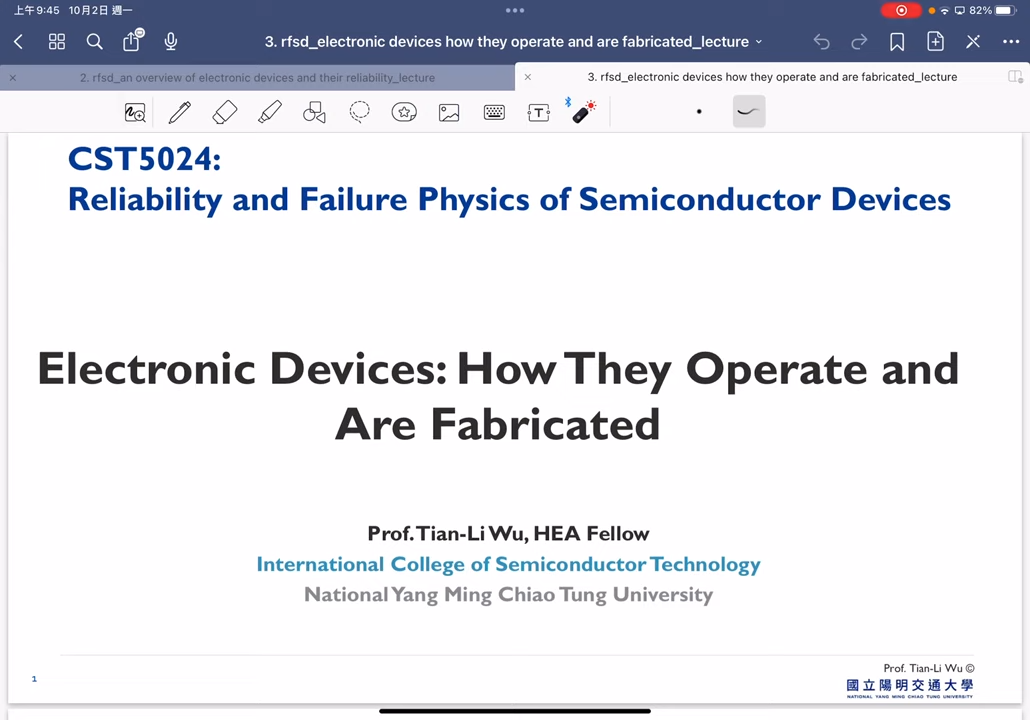 上午9:45 10月2日 週一
82%
3. rfsd_electronic devices how they operate and are fabricated_lecture
2. rfsd_an overview of electronic devices and their reliability_lecture
3. rfsd_electronic devices how they operate and are fabricated_lecture
CST5024:
Reliability and Failure Physics of Semiconductor Devices
Electronic Devices: How They Operate and
Are Fabricated
Prof. Tian-Li Wu, HEA Fellow
International College of Semiconductor Technology
National Yang Ming Chiao Tung University
Prof. Tian-Li Wu ©
1
國立陽明交通大學
NATIONAL YANG MING CHIAO TUNG UNIVERSITY